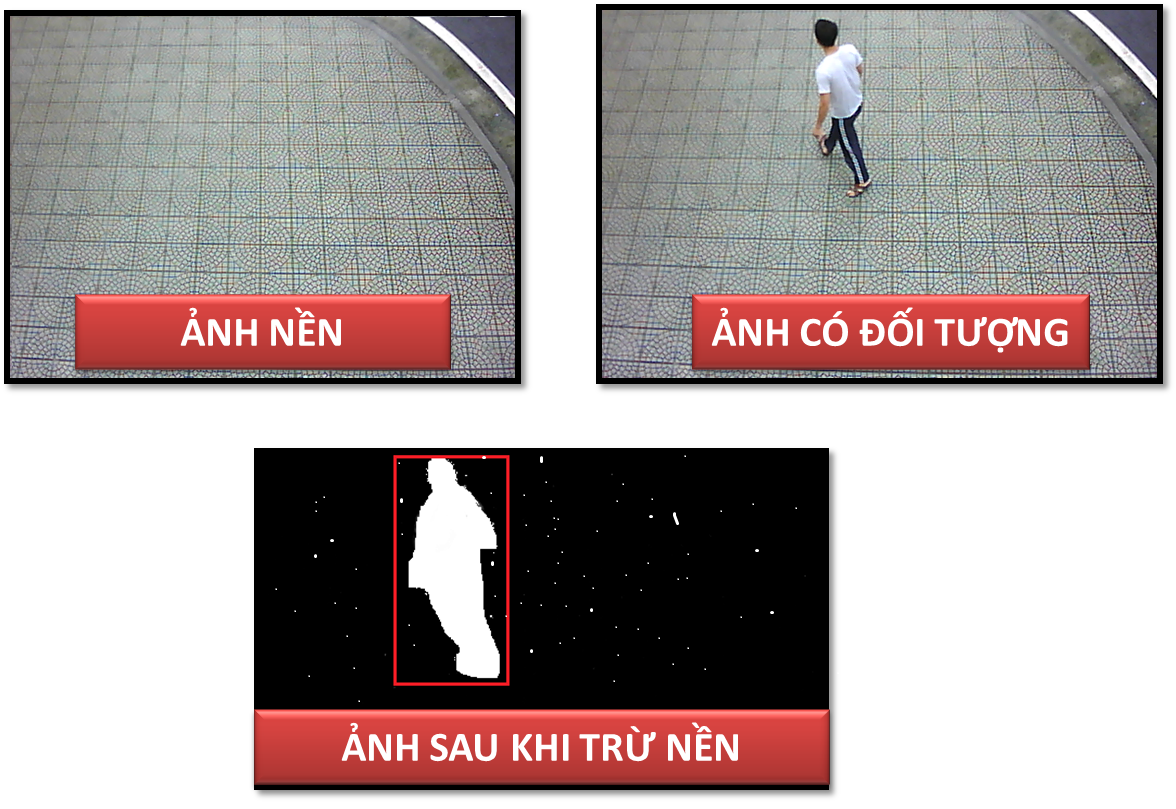 ẢNH NỀN
ẢNH CÓ ĐỐI TƯỢNG
ẢNH SAU KHI TRỪ NỀN